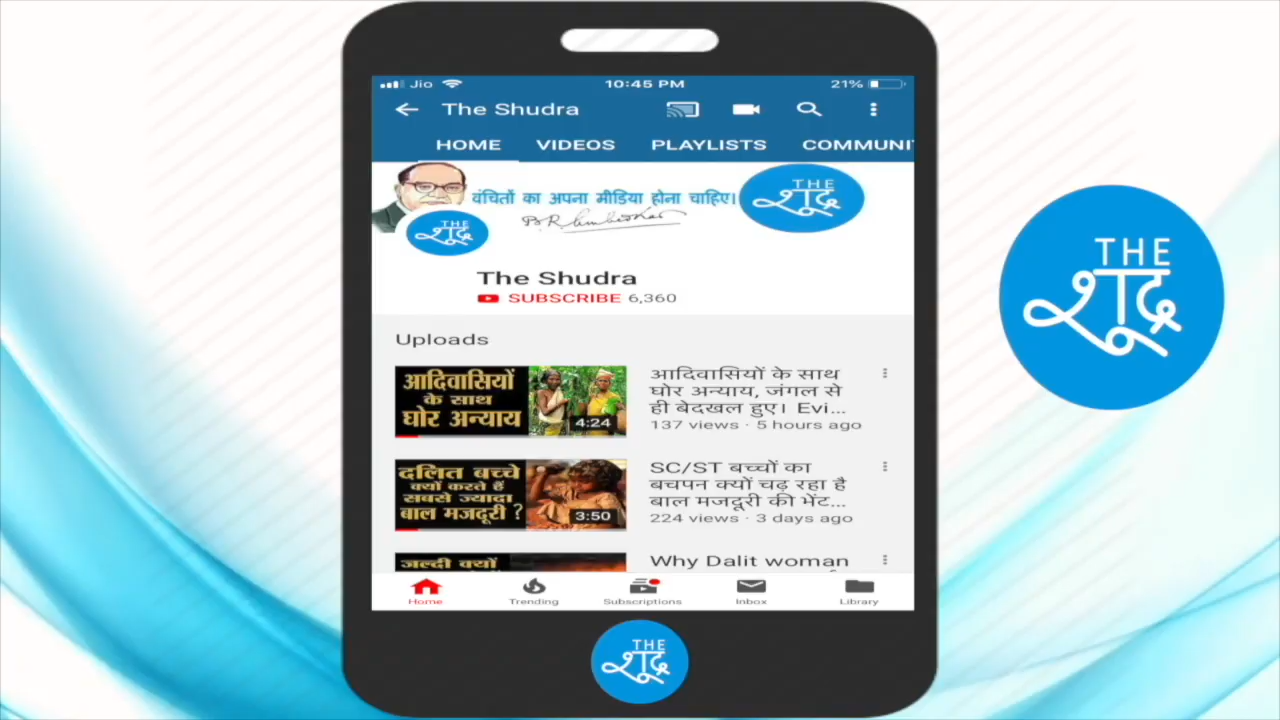 Jio
10:45 PM
21%
The Shudra
HOME VIDEOS PLAYLISTS COMMUNI
वंचितों का अपना मीडिया होना चाहिए।
THE
शूद्र
B.R. Ambedkar
THE
शूद्र
The Shudra
SUBSCRIBE 6,360
Uploads
आदिवासियों
के साथ
घोर अन्याय
4:24
आदिवासियों के साथ
घोर अन्याय, जंगल से
ही बेदखल हुए। Evi...
137 views · 5 hours ago
दलित बच्चे
क्यों करते हैं
सबसे ज्यादा
बाल मजदूरी ?
3:50
SC/ST बच्चों का
बचपन क्यों चढ़ रहा है
बाल मजदूरी की भेंट...
224 views · 3 days ago
जल्दी क्यों
Why Dalit woman
Home Trending Subscriptions Inbox Library
THE
शूद्र
THE
शूद्र